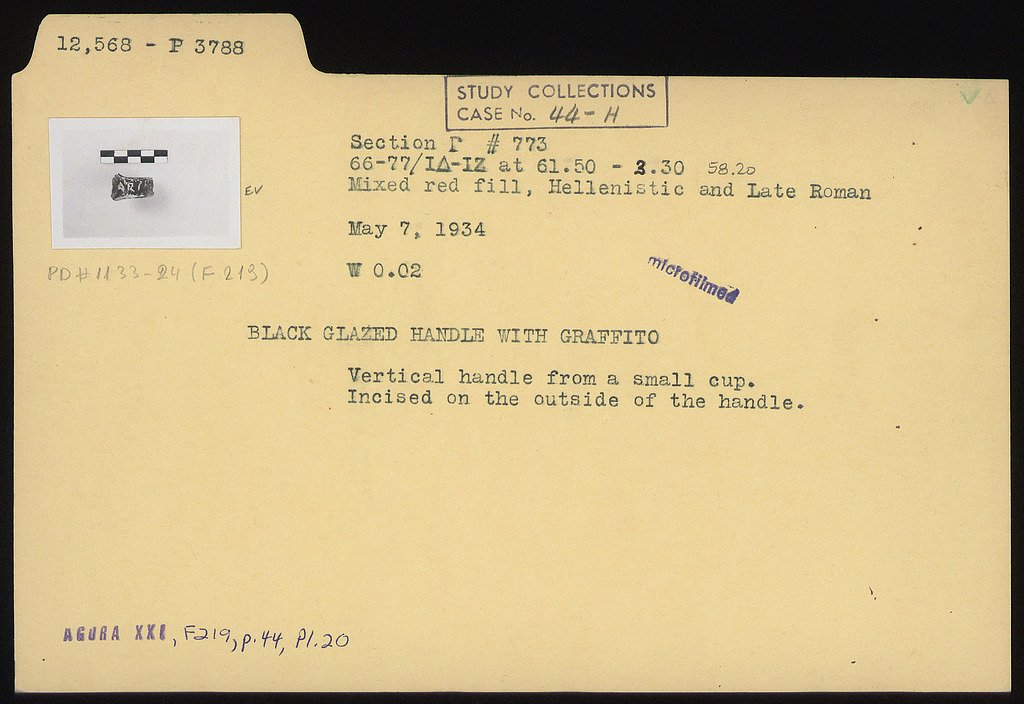 12,568 - P 3788
STUDY COLLECTIONS
CASE No. 44-H
Section Γ # 773
66-77/ΙΔ-ΙΖ at 61.50 - 3.30 58.20
Mixed red fill, Hellenistic and Late Roman
EV
May 7, 1934
PD#1133-24 (F 219)
W 0.02
microfilmed
BLACK GLAZED HANDLE WITH GRAFFITO
Vertical handle from a small cup.
Incised on the outside of the handle.
AGORA XXI, F219, p.44, Pl.20